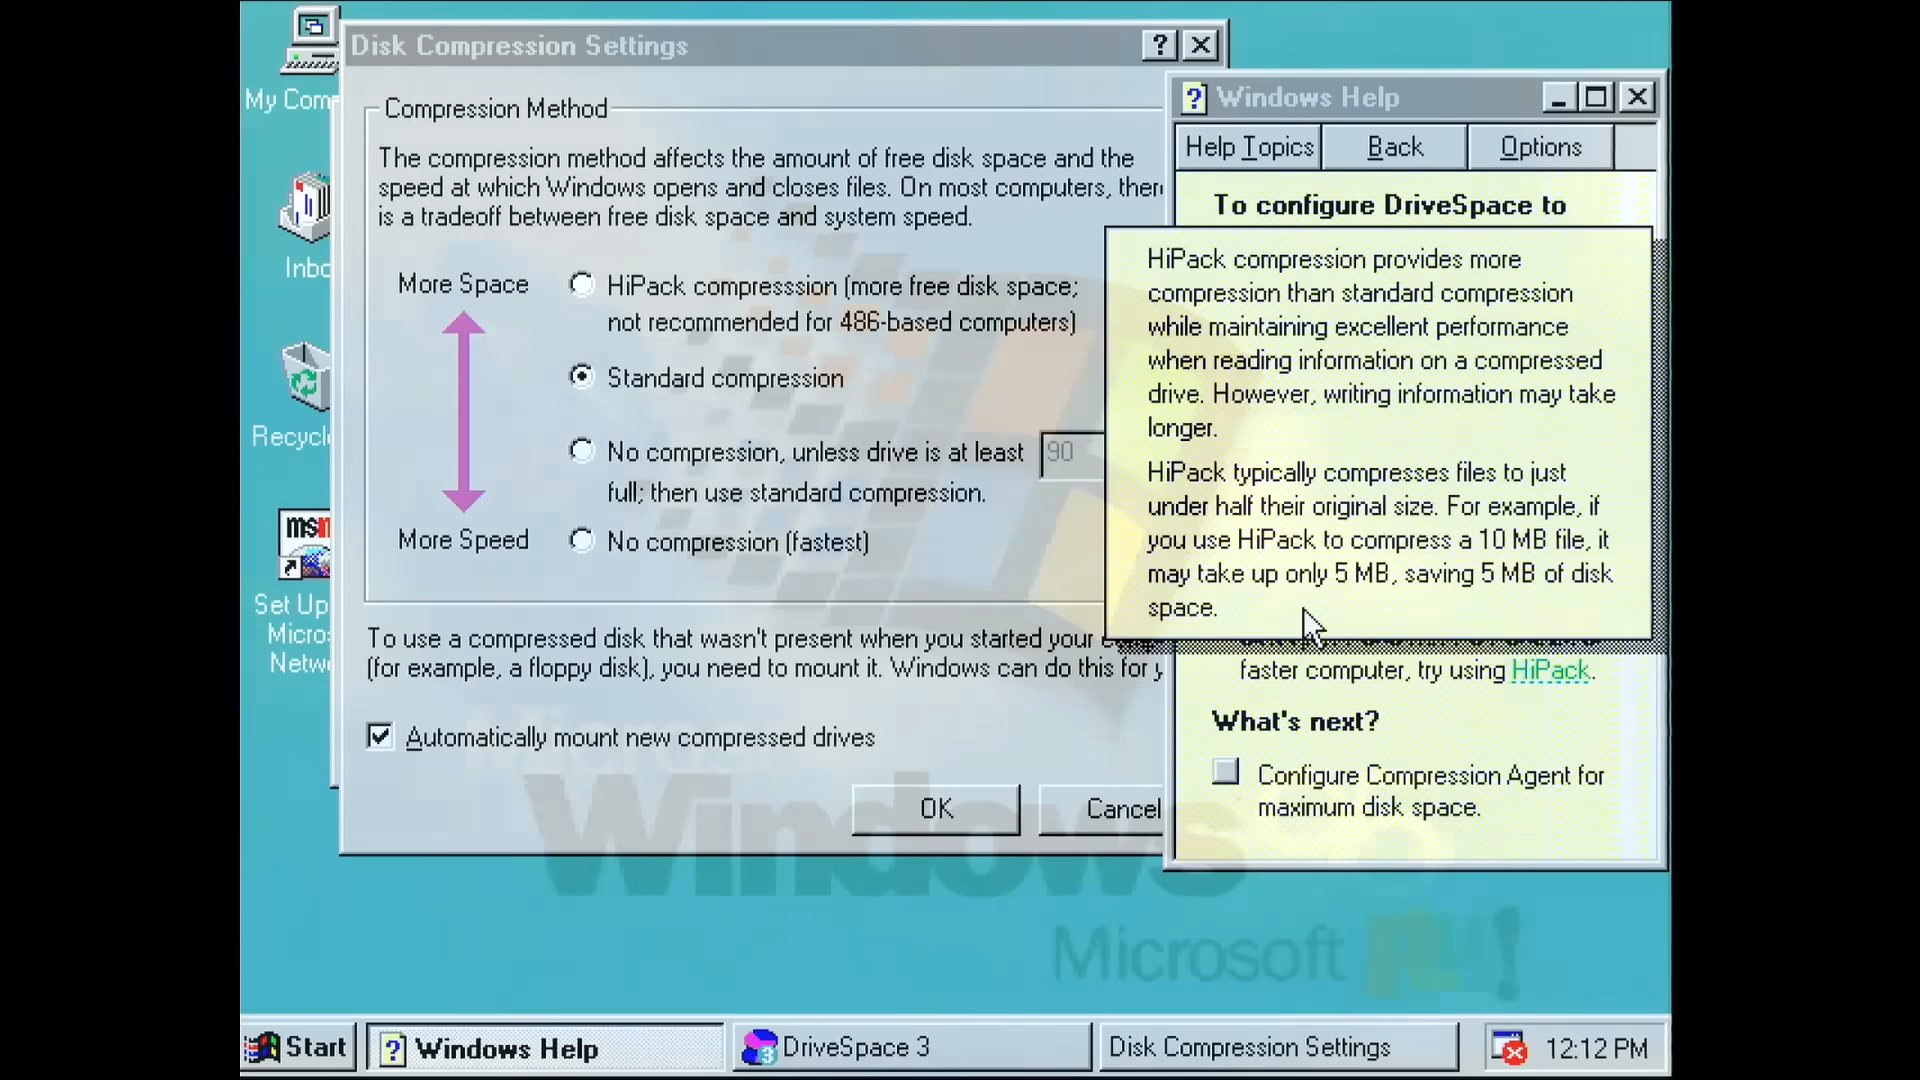 My Com
Inbo
Recycl
msn
Set Up
Micro
Netw
Disk Compression Settings
Compression Method
The compression method affects the amount of free disk space and the
speed at which Windows opens and closes files. On most computers, ther
is a tradeoff between free disk space and system speed.
More Space
HiPack compresssion (more free disk space;
not recommended for 486-based computers)
Standard compression
No compression, unless drive is at least 90
full; then use standard compression.
More Speed
No compression (fastest)
To use a compressed disk that wasn't present when you started your
(for example, a floppy disk), you need to mount it. Windows can do this for y
Automatically mount new compressed drives
OK
Cancel
Windows Help
Help Topics Back Options
To configure DriveSpace to
HiPack compression provides more
compression than standard compression
while maintaining excellent performance
when reading information on a compressed
drive. However, writing information may take
longer.
HiPack typically compresses files to just
under half their original size. For example, if
you use HiPack to compress a 10 MB file, it
may take up only 5 MB, saving 5 MB of disk
space.
faster computer, try using HiPack.
What's next?
Configure Compression Agent for
maximum disk space.
Microsoft
Windows
Microsoft
Start
Windows Help
DriveSpace 3
Disk Compression Settings
12:12 PM